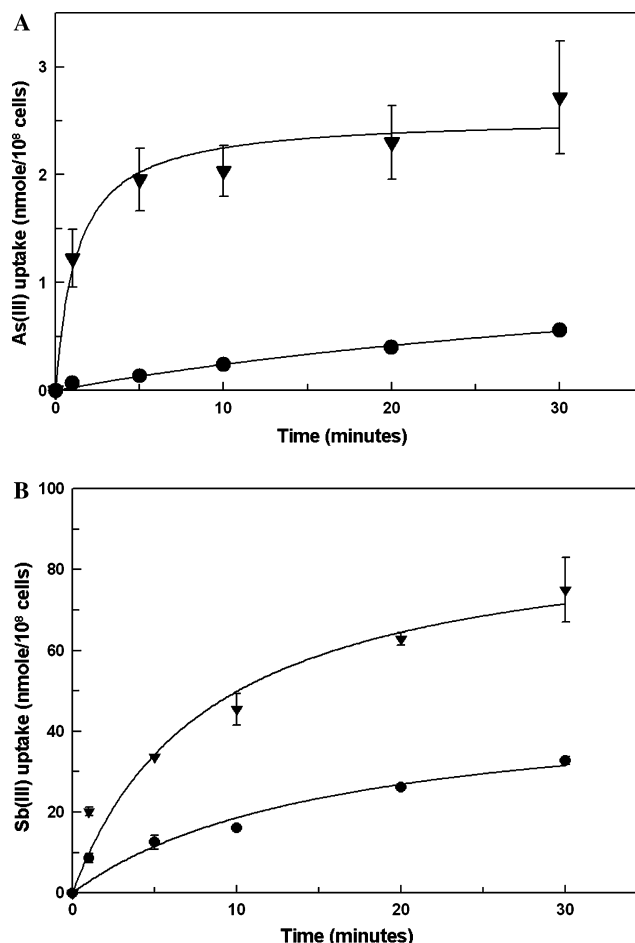 A
3
2
1
0
As(III) uptake (nmole/10⁸ cells)
0 10 20 30
Time (minutes)
B
100
80
60
40
20
0
Sb(III) uptake (nmole/10⁸ cells)
0 10 20 30
Time (minutes)